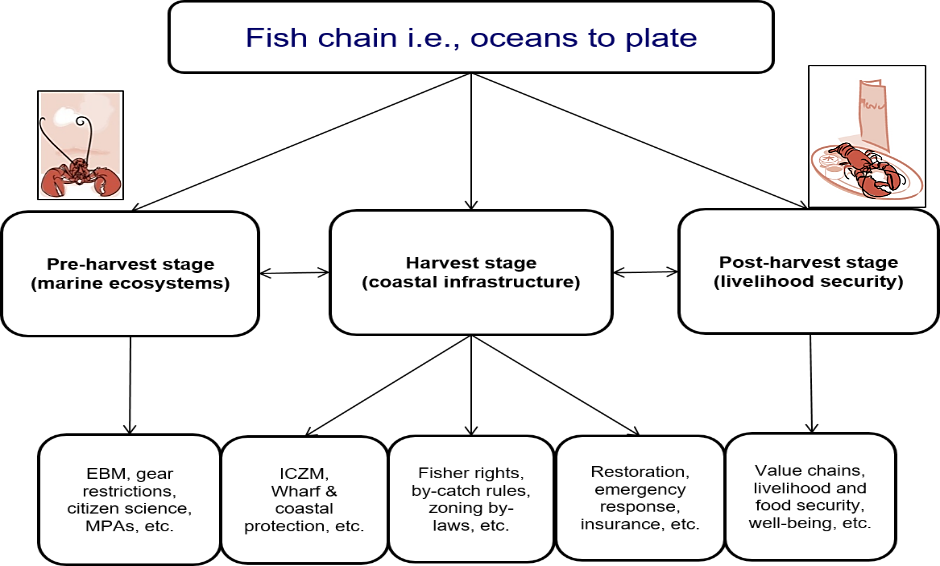 Fish chain i.e., oceans to plate
Menu
Pre-harvest stage
(marine ecosystems)
Harvest stage
(coastal infrastructure)
Post-harvest stage
(livelihood security)
EBM, gear
restrictions,
citizen science,
MPAs, etc.
ICZM,
Wharf &
coastal
protection, etc.
Fisher rights,
by-catch rules,
zoning by-
laws, etc.
Restoration,
emergency
response,
insurance, etc.
Value chains,
livelihood and
food security,
well-being, etc.